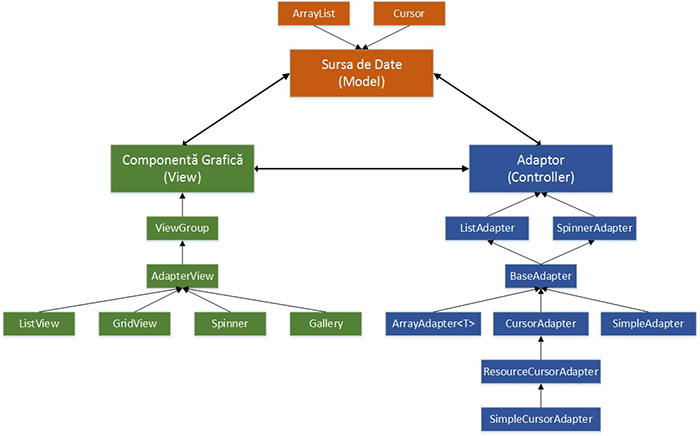 ArrayList
Cursor
Sursa de Date
(Model)
Componentă Grafică
(View)
Adaptor
(Controller)
ViewGroup
ListAdapter
SpinnerAdapter
AdapterView
BaseAdapter
ListView
GridView
Spinner
Gallery
ArrayAdapter<T>
CursorAdapter
SimpleAdapter
ResourceCursorAdapter
SimpleCursorAdapter